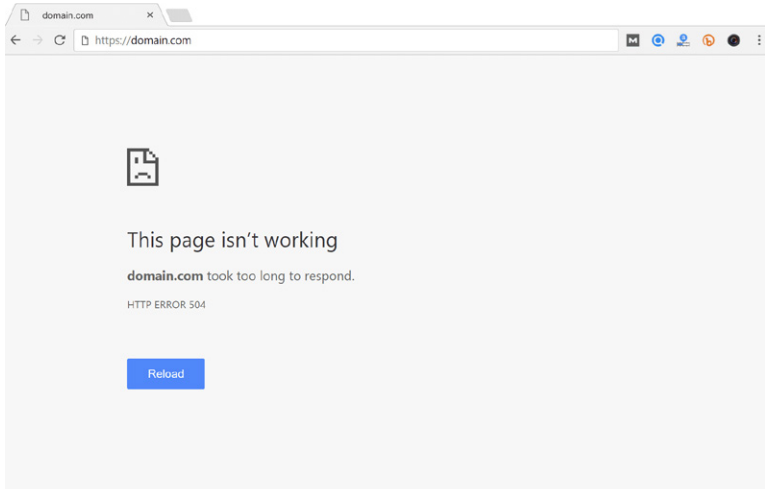 domain.com
https://domain.com
This page isn't working
domain.com took too long to respond.
HTTP ERROR 504
Reload